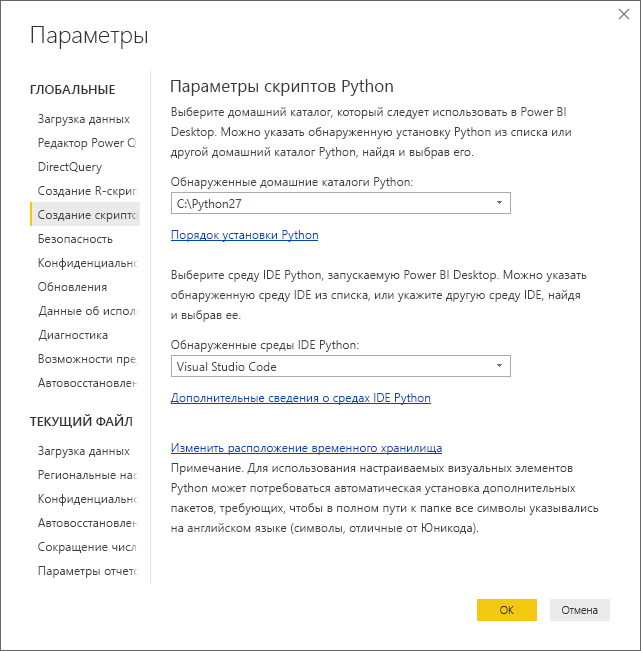 Параметры
ГЛОБАЛЬНЫЕ
Загрузка данных
Редактор Power Q
DirectQuery
Создание R-скрип
Создание скрипто
Безопасность
Конфиденциально
Обновления
Данные об исполь
Диагностика
Возможности пред
Автовосстановлен
ТЕКУЩИЙ ФАЙЛ
Загрузка данных
Региональные нас
Конфиденциально
Автовосстановлен
Сокращение числ
Параметры отчето
Параметры скриптов Python
Выберите домашний каталог, который следует использовать в Power BI
Desktop. Можно указать обнаруженную установку Python из списка или
другой домашний каталог Python, найдя и выбрав его.
Обнаруженные домашние каталоги Python:
C:\Python27
Порядок установки Python
Выберите среду IDE Python, запускаемую Power BI Desktop. Можно указать
обнаруженную среду IDE из списка, или укажите другую среду IDE, найдя
и выбрав ее.
Обнаруженные среды IDE Python:
Visual Studio Code
Дополнительные сведения о средах IDE Python
Изменить расположение временного хранилища
Примечание. Для использования настраиваемых визуальных элементов
Python может потребоваться автоматическая установка дополнительных
пакетов, требующих, чтобы в полном пути к папке все символы указывались
на английском языке (символы, отличные от Юникода).
ОК
Отмена